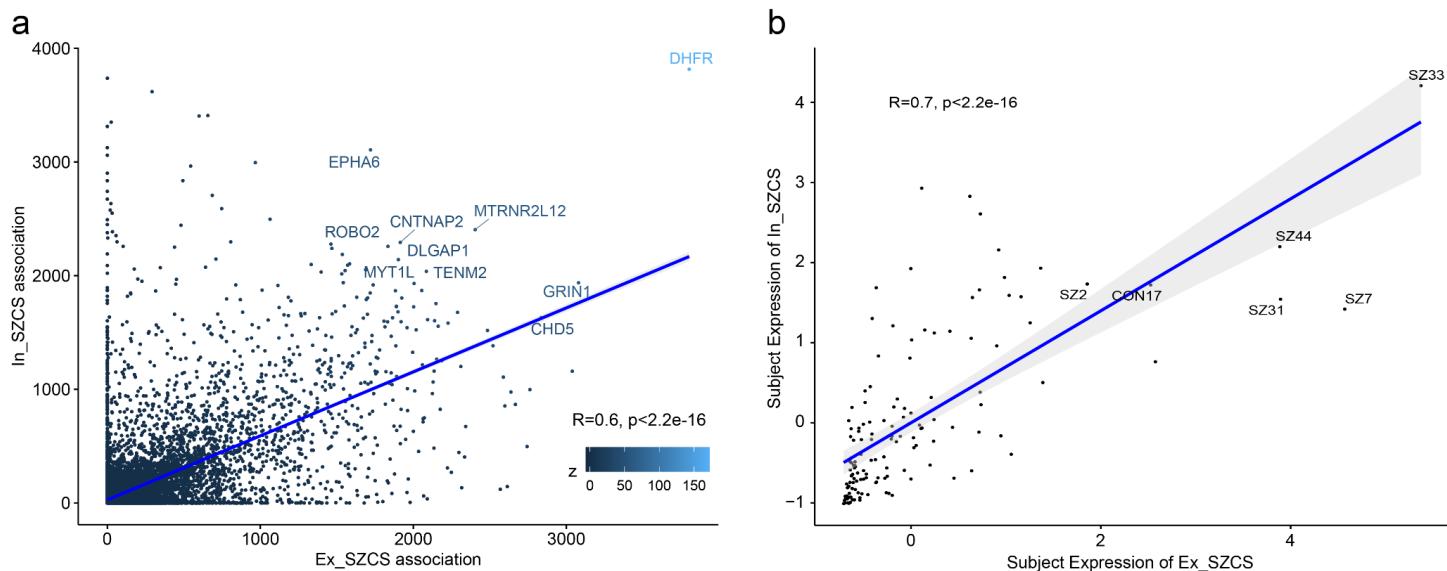 a
In_SZCS association
4000
3000
2000
1000
0
DHFR
EPHA6
MTRNR2L12
CNTNAP2
ROBO2
DLGAP1
MYT1L
TENM2
GRIN1
CHD5
R=0.6, p<2.2e-16
z
0 50 100 150
0 1000 2000 3000
Ex_SZCS association
b
Subject Expression of In_SZCS
4
3
2
1
0
−1
R=0.7, p<2.2e-16
SZ33
SZ44
SZ2
CON17
SZ31
SZ7
0 2 4
Subject Expression of Ex_SZCS